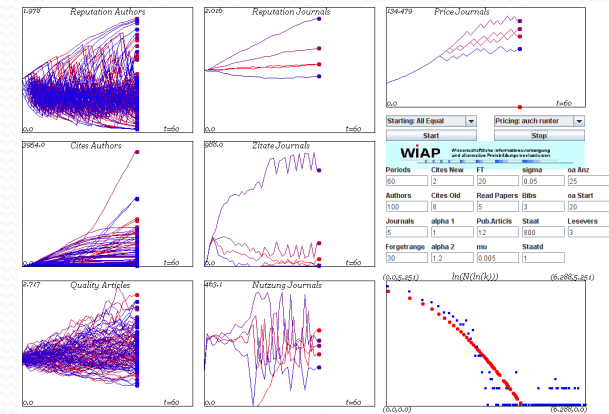 1.978
Reputation Authors
0.0
t=60
2.016
Reputation Journals
0.0
t=60
134.479
Price Journals
0.0
t=60
Starting: All Equal
Pricing: auch runter
Start
Stop
WiAP
Wissenschaftliche Informationsversorgung
und alternative Preisbildungsmechanismen
Periods
Cites New
FT
sigma
oa Anz
60
2
20
0.05
25
Authors
Cites Old
Read Papers
Bibs
oa Start
100
8
5
3
20
Journals
alpha 1
Pub.Articls
Staat
Lesevers
5
1
12
800
3
Forgetrange
alpha 2
mu
Staatd
30
1.2
0.005
1
3964.0
Cites Authors
0.0
t=60
988.0
Zitate Journals
0.0
t=60
2.717
Quality Articles
0.0
t=60
463.1
Nutzung Journals
0.0
t=60
(0.0,5.251)
ln(N(ln(k)))
(6.288,5.251)
(0.0,0.0)
(6.288,0.0)